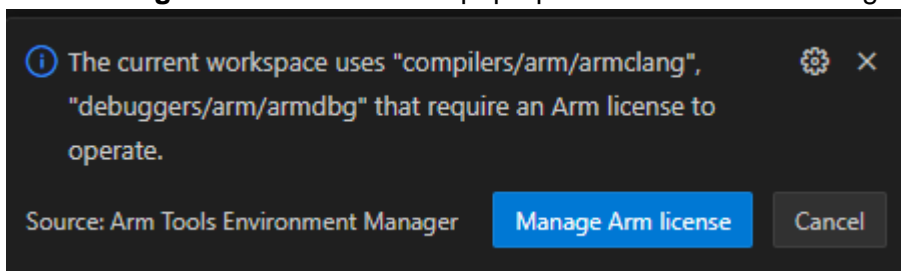 The current workspace uses "compilers/arm/armclang",
"debuggers/arm/armdbg" that require an Arm license to
operate.
Source: Arm Tools Environment Manager
Manage Arm license
Cancel